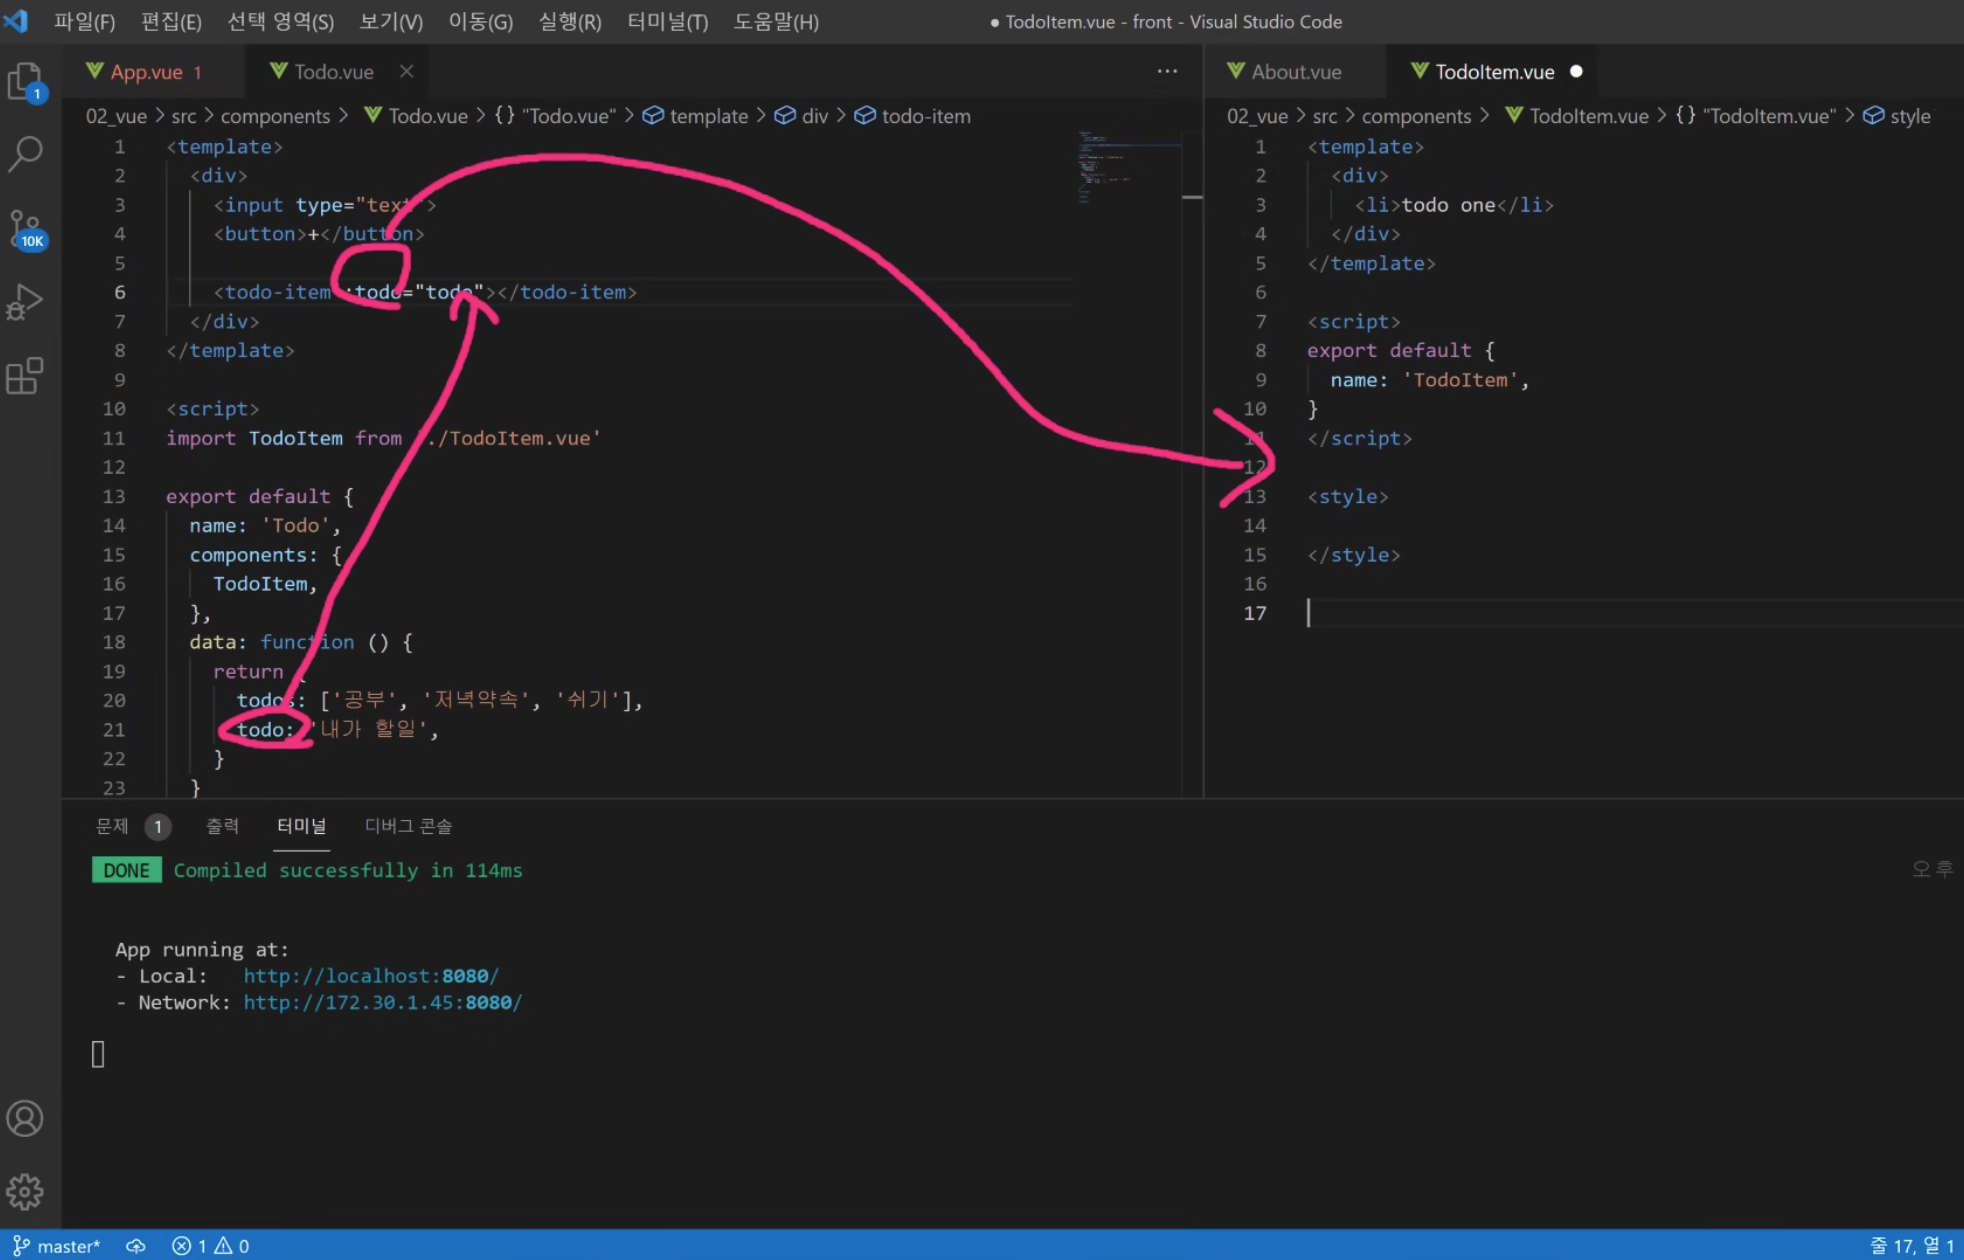 파일(F) 편집(E) 선택 영역(S) 보기(V) 이동(G) 실행(R) 터미널(T) 도움말(H) ● TodoItem.vue - front - Visual Studio Code
App.vue 1 Todo.vue × ···
02_vue > src > components > Todo.vue > {} "Todo.vue" > template > div > todo-item
1 <template>
2 <div>
3 <input type="text">
4 <button>+</button>
5
6 <todo-item :todo="todo"></todo-item>
7 </div>
8 </template>
9
10 <script>
11 import TodoItem from './TodoItem.vue'
12
13 export default {
14 name: 'Todo',
15 components: {
16 TodoItem,
17 },
18 data: function () {
19 return {
20 todos: ['공부', '저녁약속', '쉬기'],
21 todo: '내가 할일',
22 }
23 }
About.vue TodoItem.vue ●
02_vue > src > components > TodoItem.vue > {} "TodoItem.vue" > style
1 <template>
2 <div>
3 <li>todo one</li>
4 </div>
5 </template>
6
7 <script>
8 export default {
9 name: 'TodoItem',
10 }
11 </script>
12
13 <style>
14
15 </style>
16
17
1
10K
문제 1 출력 터미널 디버그 콘솔
DONE Compiled successfully in 114ms 오후
App running at:
- Local: http://localhost:8080/
- Network: http://172.30.1.45:8080/
master* 1 0 줄 17, 열 1